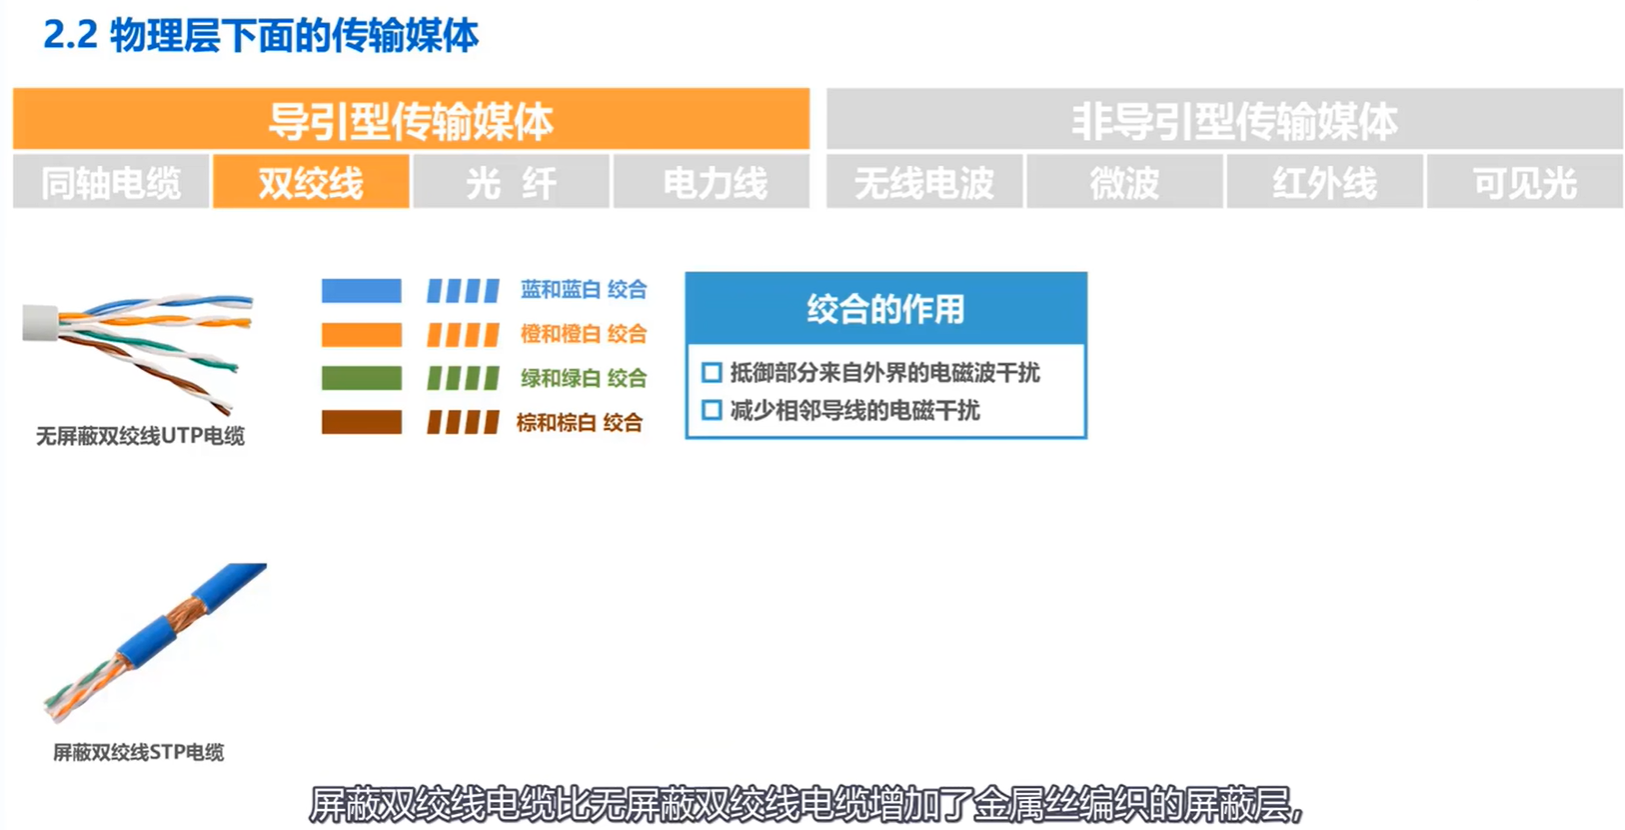 2.2 物理层下面的传输媒体
导引型传输媒体
非导引型传输媒体
同轴电缆
双绞线
光 纤
电力线
无线电波
微波
红外线
可见光
蓝和蓝白 绞合
橙和橙白 绞合
绿和绿白 绞合
棕和棕白 绞合
无屏蔽双绞线UTP电缆
绞合的作用
抵御部分来自外界的电磁波干扰
减少相邻导线的电磁干扰
屏蔽双绞线STP电缆
屏蔽双绞线电缆比无屏蔽双绞线电缆增加了金属丝编织的屏蔽层,